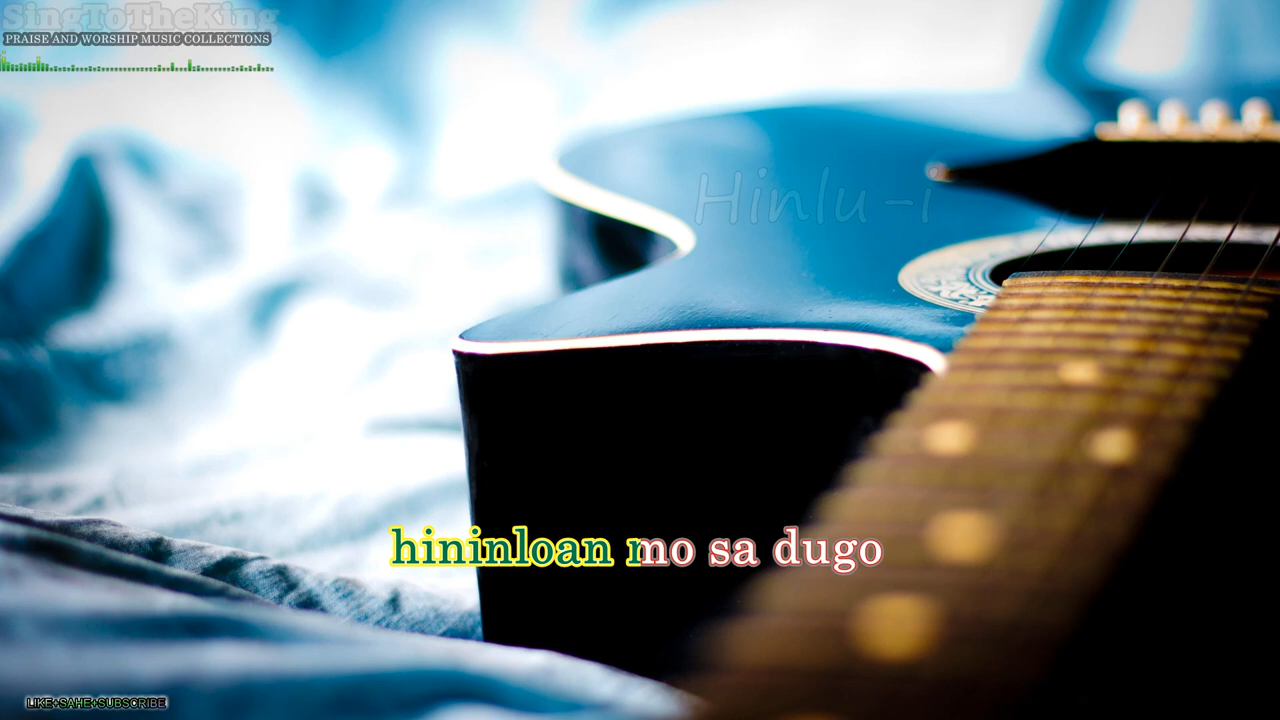 SingToTheKing
PRAISE AND WORSHIP MUSIC COLLECTIONS
Hinlu-i
hininloan mo sa dugo
LIKE+SAHE+SUBSCRIBE